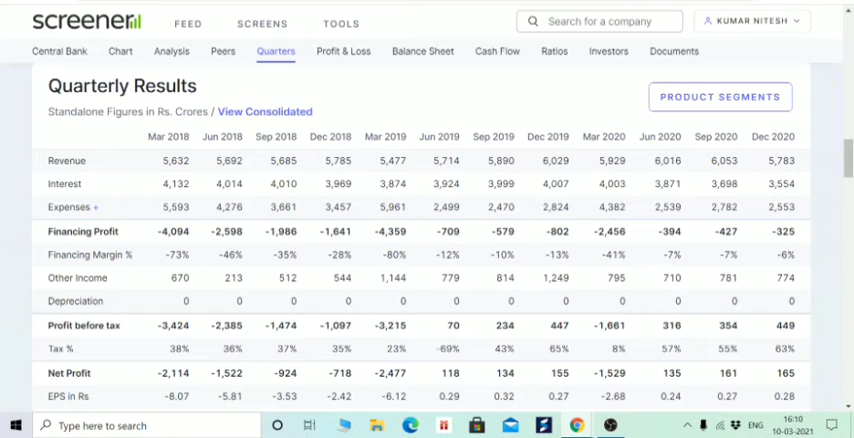 screener FEED SCREENS TOOLS Search for a company KUMAR NITESH
Central Bank Chart Analysis Peers Quarters Profit & Loss Balance Sheet Cash Flow Ratios Investors Documents
Quarterly Results
PRODUCT SEGMENTS
Standalone Figures in Rs. Crores / View Consolidated
Mar 2018 Jun 2018 Sep 2018 Dec 2018 Mar 2019 Jun 2019 Sep 2019 Dec 2019 Mar 2020 Jun 2020 Sep 2020 Dec 2020
Revenue 5,632 5,692 5,685 5,785 5,477 5,714 5,890 6,029 5,929 6,016 6,053 5,783
Interest 4,132 4,014 4,010 3,969 3,874 3,924 3,999 4,007 4,003 3,871 3,698 3,554
Expenses + 5,593 4,276 3,661 3,457 5,961 2,499 2,470 2,824 4,382 2,539 2,782 2,553
Financing Profit -4,094 -2,598 -1,986 -1,641 -4,359 -709 -579 -802 -2,456 -394 -427 -325
Financing Margin % -73% -46% -35% -28% -80% -12% -10% -13% -41% -7% -7% -6%
Other Income 670 213 512 544 1,144 779 814 1,249 795 710 781 774
Depreciation 0 0 0 0 0 0 0 0 0 0 0 0
Profit before tax -3,424 -2,385 -1,474 -1,097 -3,215 70 234 447 -1,661 316 354 449
Tax % 38% 36% 37% 35% 23% -69% 43% 65% 8% 57% 55% 63%
Net Profit -2,114 -1,522 -924 -718 -2,477 118 134 155 -1,529 135 161 165
EPS in Rs -8.07 -5.81 -3.53 -2.42 -6.12 0.29 0.32 0.27 -2.68 0.24 0.27 0.28
Type here to search ENG 16:10
10-03-2021